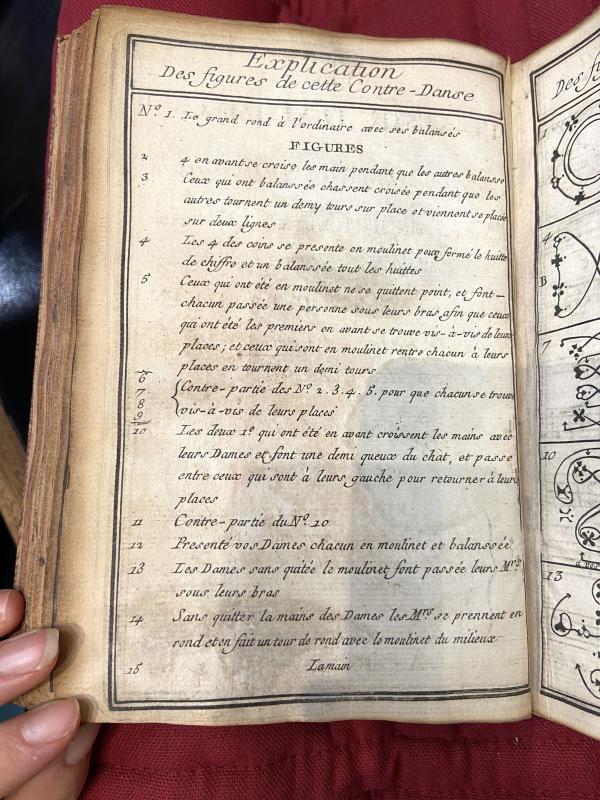 Explication
Des figures de cette Contre-Danse
N.º 1. Le grand rond à l'ordinaire avec ses balansés
FIGURES
2 4 en avant se croise les main pendant que les autres balansse
3 Ceux qui ont balanssée chassent croisée pendant que les
autres tournent un demy tours sur place et viennent se placé
sur deux lignes
4 Les 4 des coins se presente en moulinet pour formé le huitte
de chiffre et un balanssée tout les huittes
5 Ceux qui ont été en moulinet ne se quittent point, et font-
chacun passée une personne sous leurs bras afin que ceux
qui ont été les premiers en avant se trouve vis-à-vis de leurs
places; et ceux qui sont en moulinet rentre chacun à leurs
places en tournent un demi tours
6
7 Contre-partie des Nº 2. 3. 4. 5. pour que chacun se trouve
8 vis-à-vis de leurs places
9
10 Les deux 1ers qui ont été en avant croissent les mains avec
leurs Dames et font une demi queux du chat, et passe
entre ceux qui sont à leurs gauche pour retourner à leurs
places
11 Contre-partie du Nº. 10
12 Presenté vos Dames chacun en moulinet et balanssée
13 Les Dames sans quitée le moulinet font passée leurs Mrs
sous leurs bras
14 Sans quitter la mains des Dames les Mrs se prennent en
rond et on fait un tour de rond avec le moulinet du milieux
15 La main
Des fi
1
4
B
7
10
13